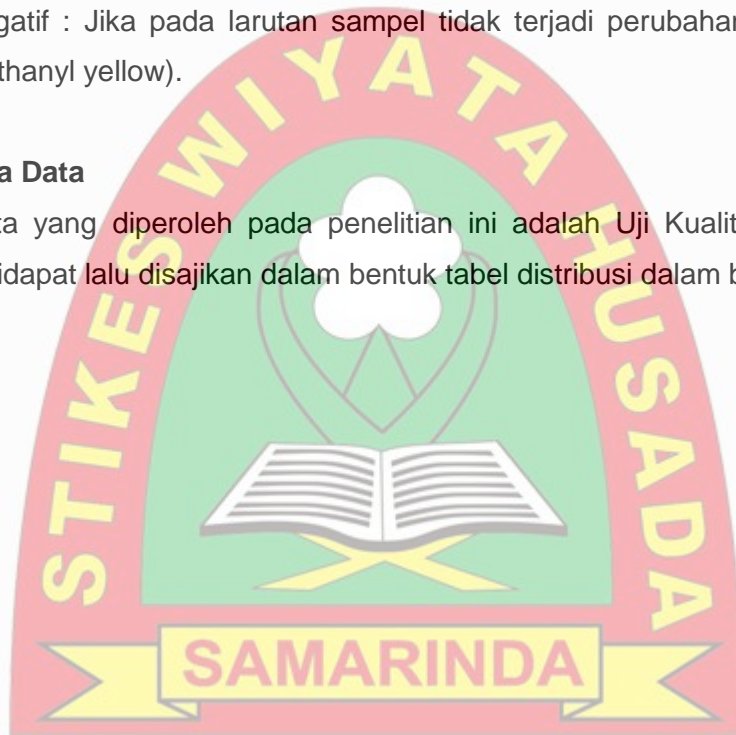 gatif : Jika pada larutan sampel tidak terjadi perubahan
thanyl yellow).
a Data
ta yang diperoleh pada penelitian ini adalah Uji Kualit
idapat lalu disajikan dalam bentuk tabel distribusi dalam b
STIKES WIYATA HUSADA
SAMARINDA